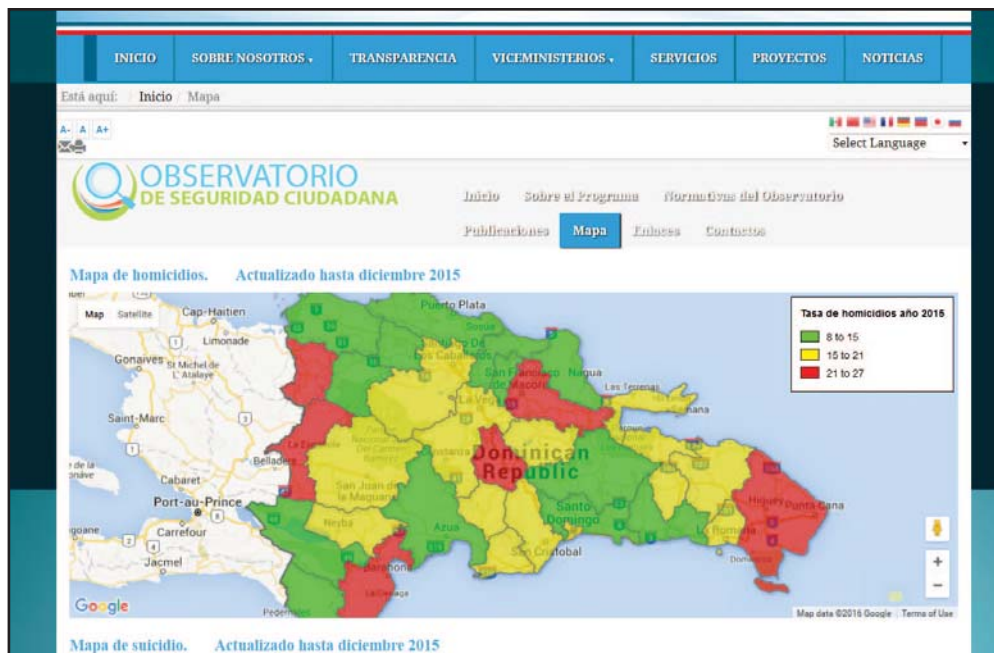 INICIO SOBRE NOSOTROS TRANSPARENCIA VICEMINISTERIOS SERVICIOS PROYECTOS NOTICIAS
Está aquí: Inicio / Mapa
A- A A+
Select Language
OBSERVATORIO
DE SEGURIDAD CIUDADANA
Inicio Sobre el Programa Normativas del Observatorio
Publicaciones Mapa Enlaces Contactos
Mapa de homicidios. Actualizado hasta diciembre 2015
Map Satellite
Tasa de homicidios año 2015
8 to 15
15 to 21
21 to 27
Cap-Haitien
Puerto Plata
Limonade
Gonaives
St Michel de
L'Atalaye
San Francisco
de Macorís
Nagua
Las Terrenas
Saint-Marc
La Vega
Samana
Belladere
Constanza
Dominican
Republic
Cabaret
San Juan de
la Maguana
Higuey
Punta Cana
Port-au-Prince
Santo
Domingo
Neyba
Azua
La Romana
Carrefour
San Cristobal
Jacmel
Barahona
Pedernales
Google
Map data ©2016 Google Terms of Use
Mapa de suicidio. Actualizado hasta diciembre 2015